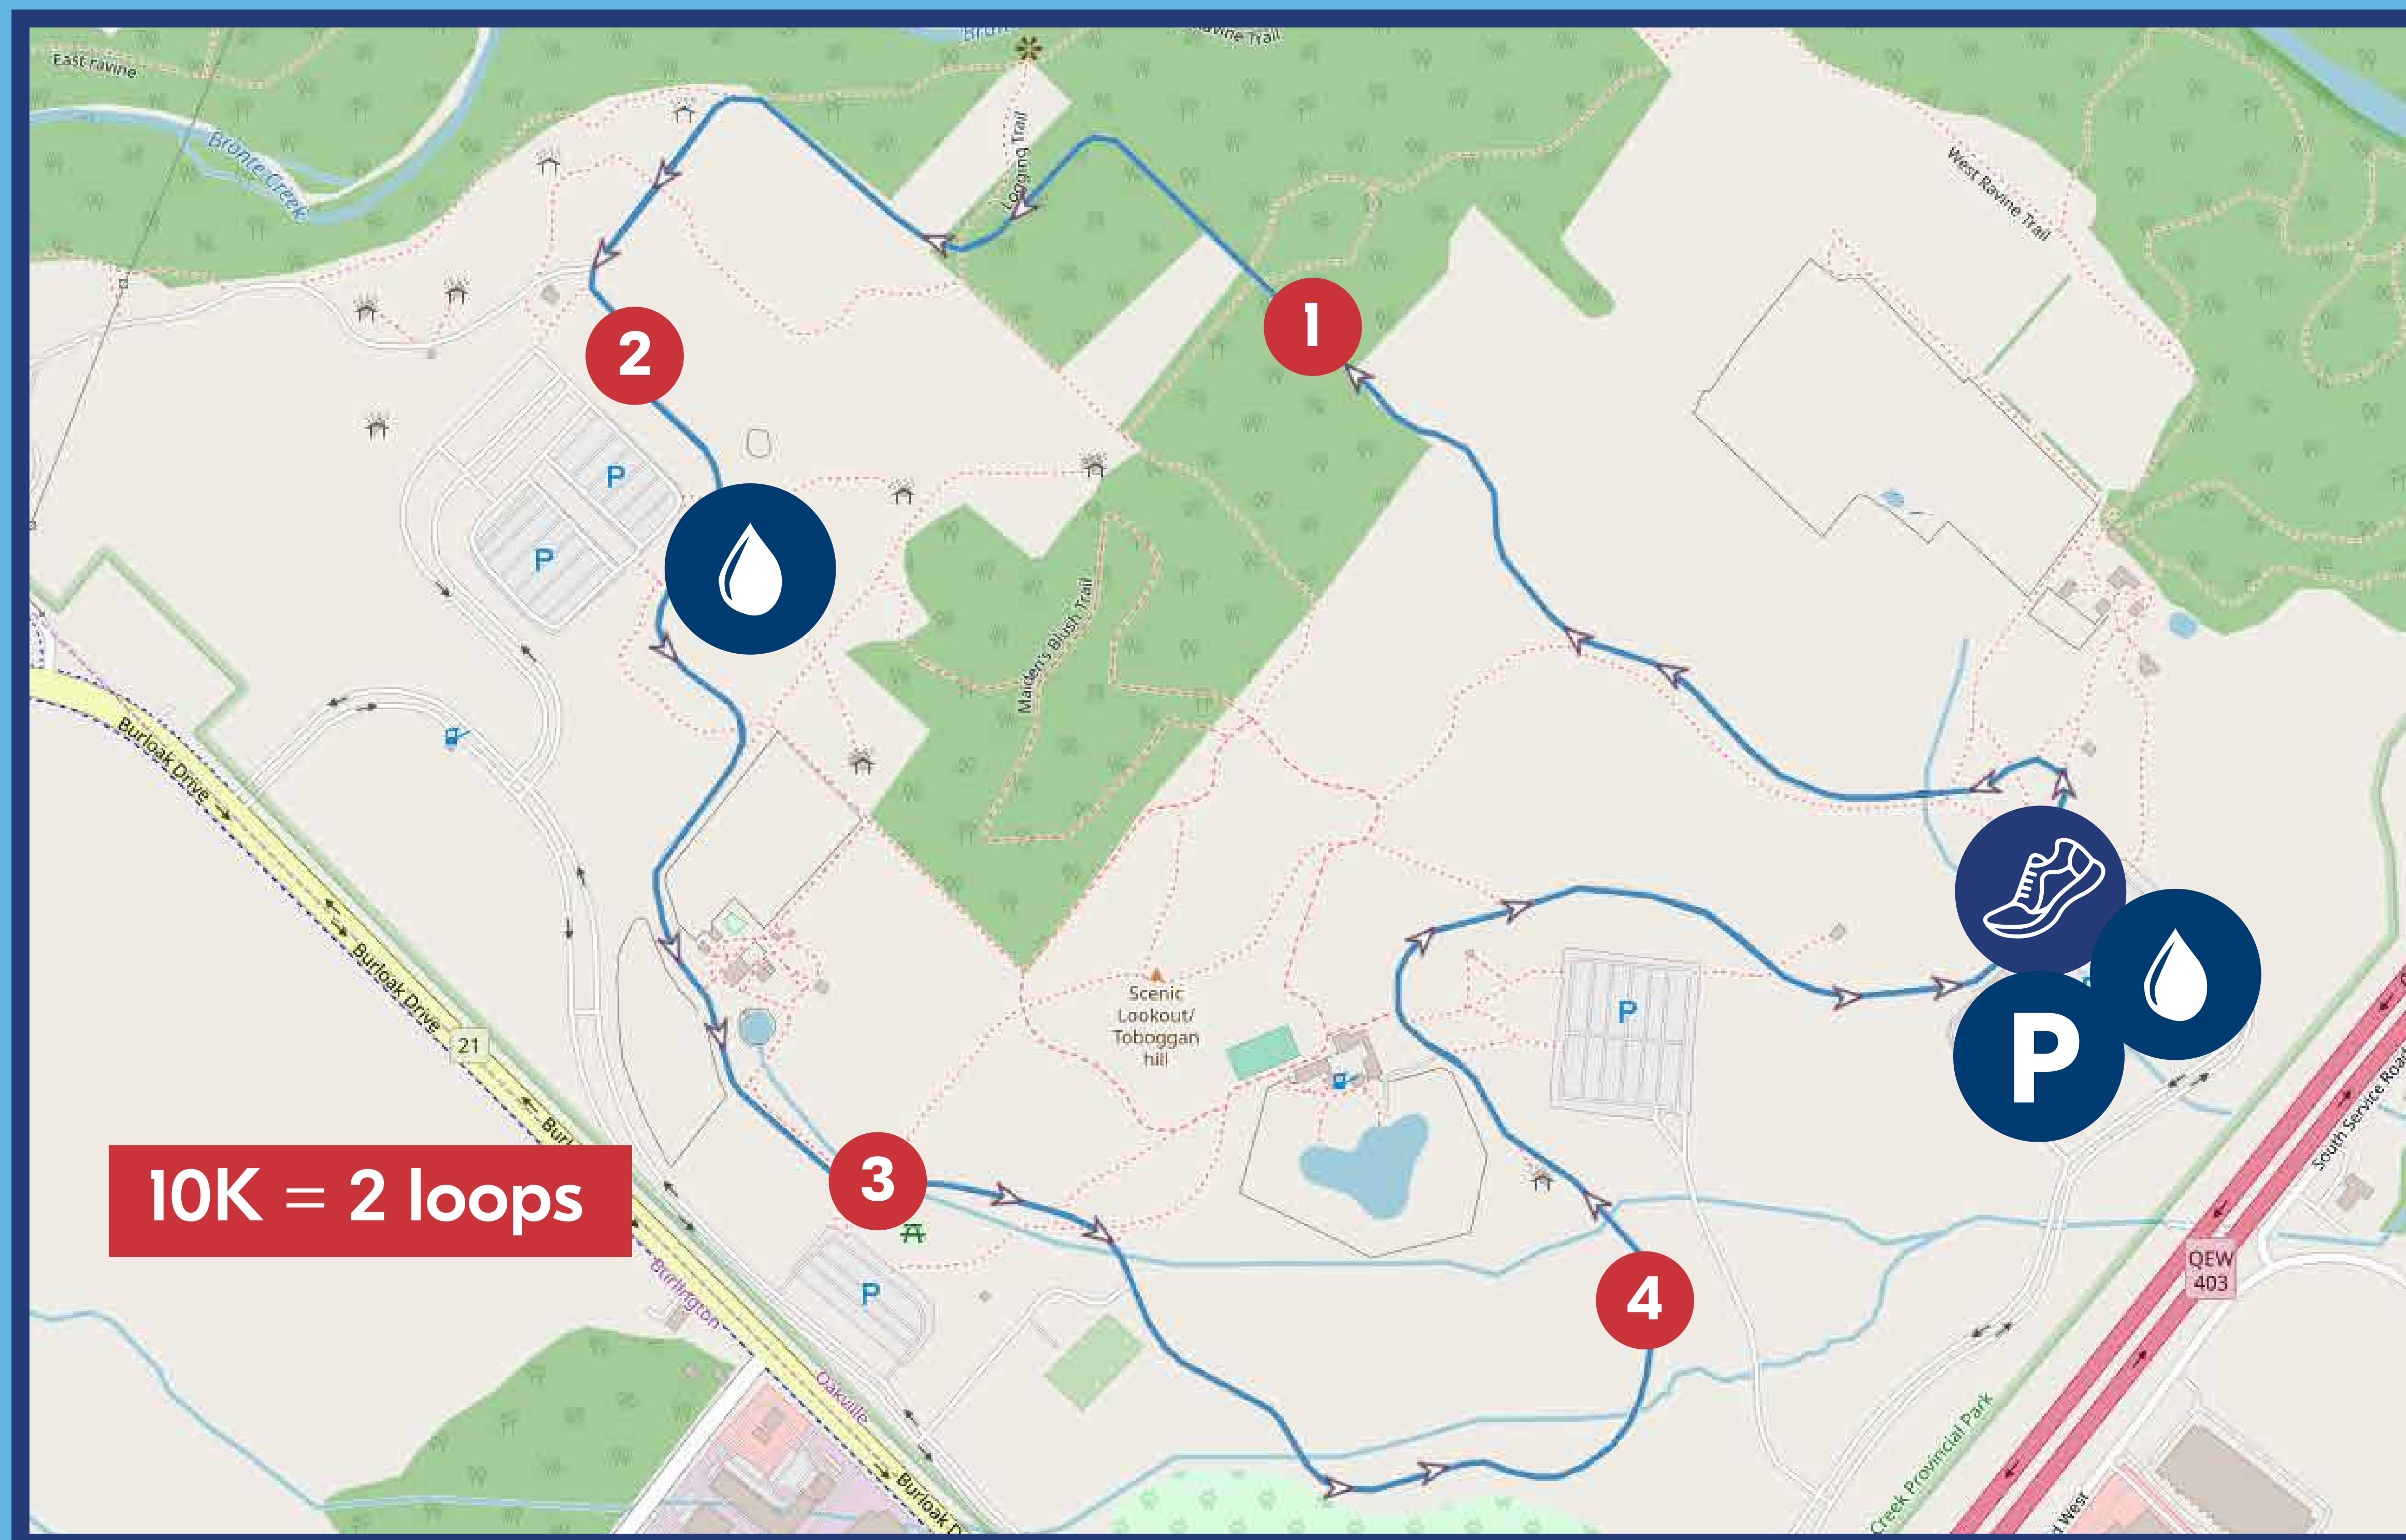 East ravine
Bronte Creek
Ravine Trail
Logging Trail
West Ravine Trail
1
2
P
P
Maiden's Blush Trail
Burloak Drive
Burloak Drive
21
Scenic
Lookout/
Toboggan
hill
P
P
South Service Road
3
10K = 2 loops
4
QEW
403
P
Burlington
Oakville
Creek Provincial Park